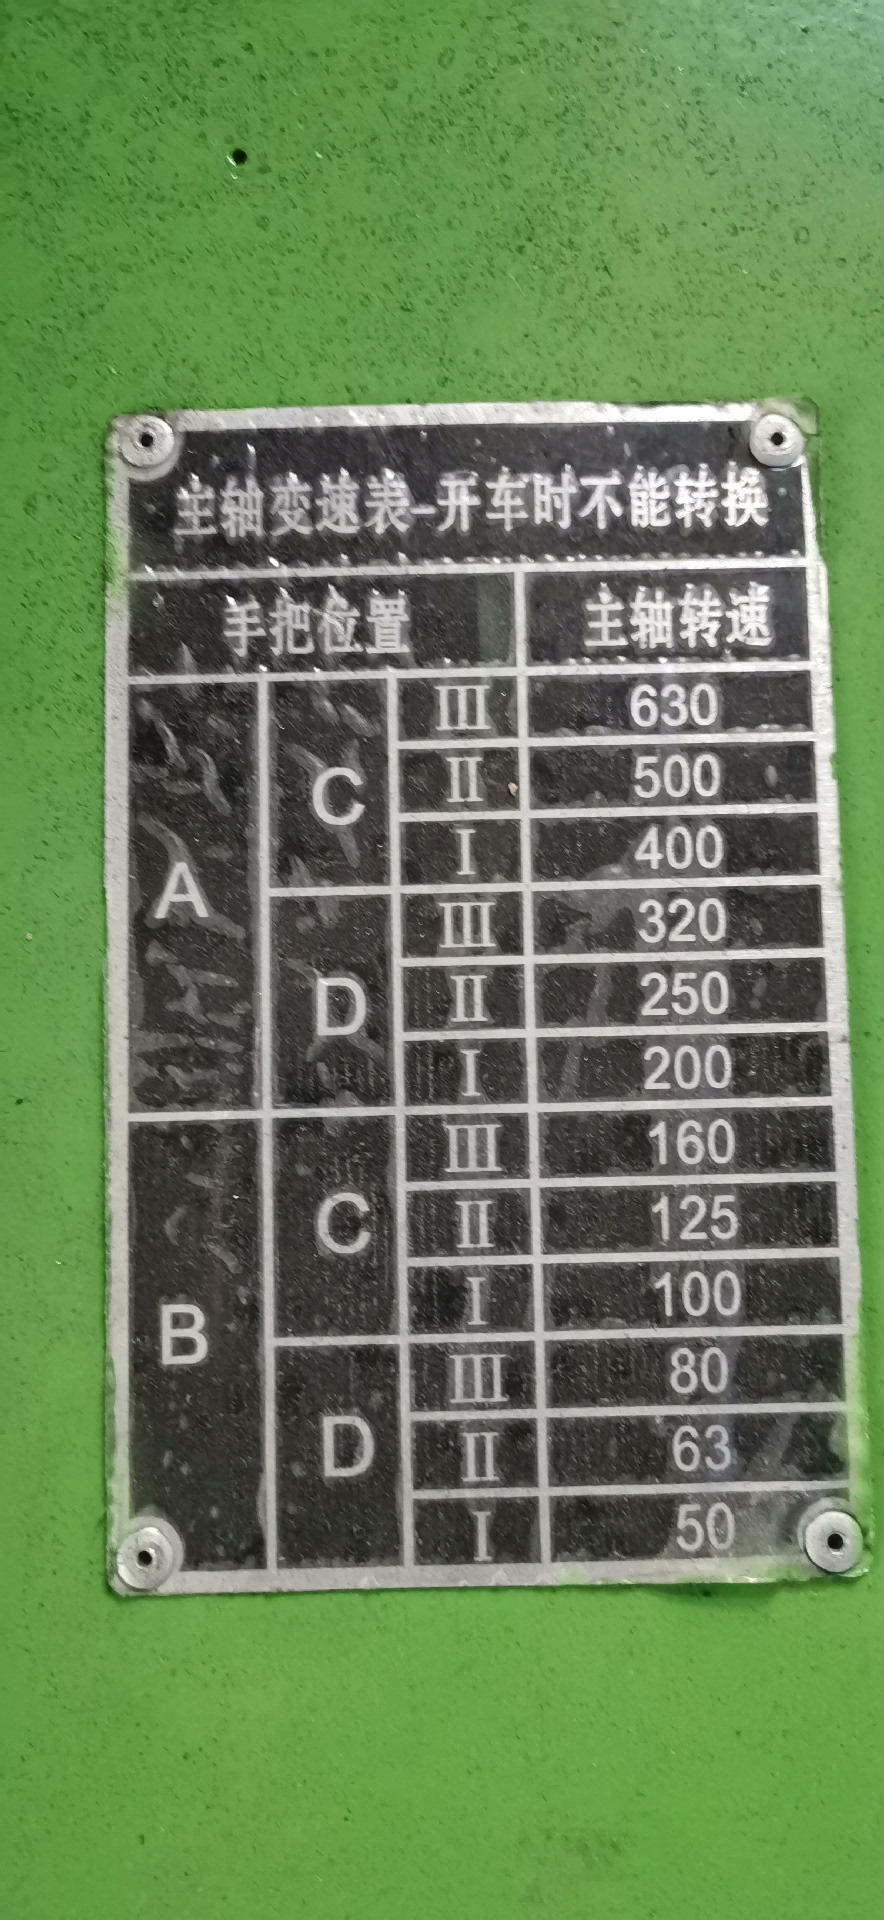 主轴变速表-开车时不能转换
手把位置 主轴转速
A C Ⅲ 630
Ⅱ 500
Ⅰ 400
D Ⅲ 320
Ⅱ 250
Ⅰ 200
B C Ⅲ 160
Ⅱ 125
Ⅰ 100
D Ⅲ 80
Ⅱ 63
Ⅰ 50